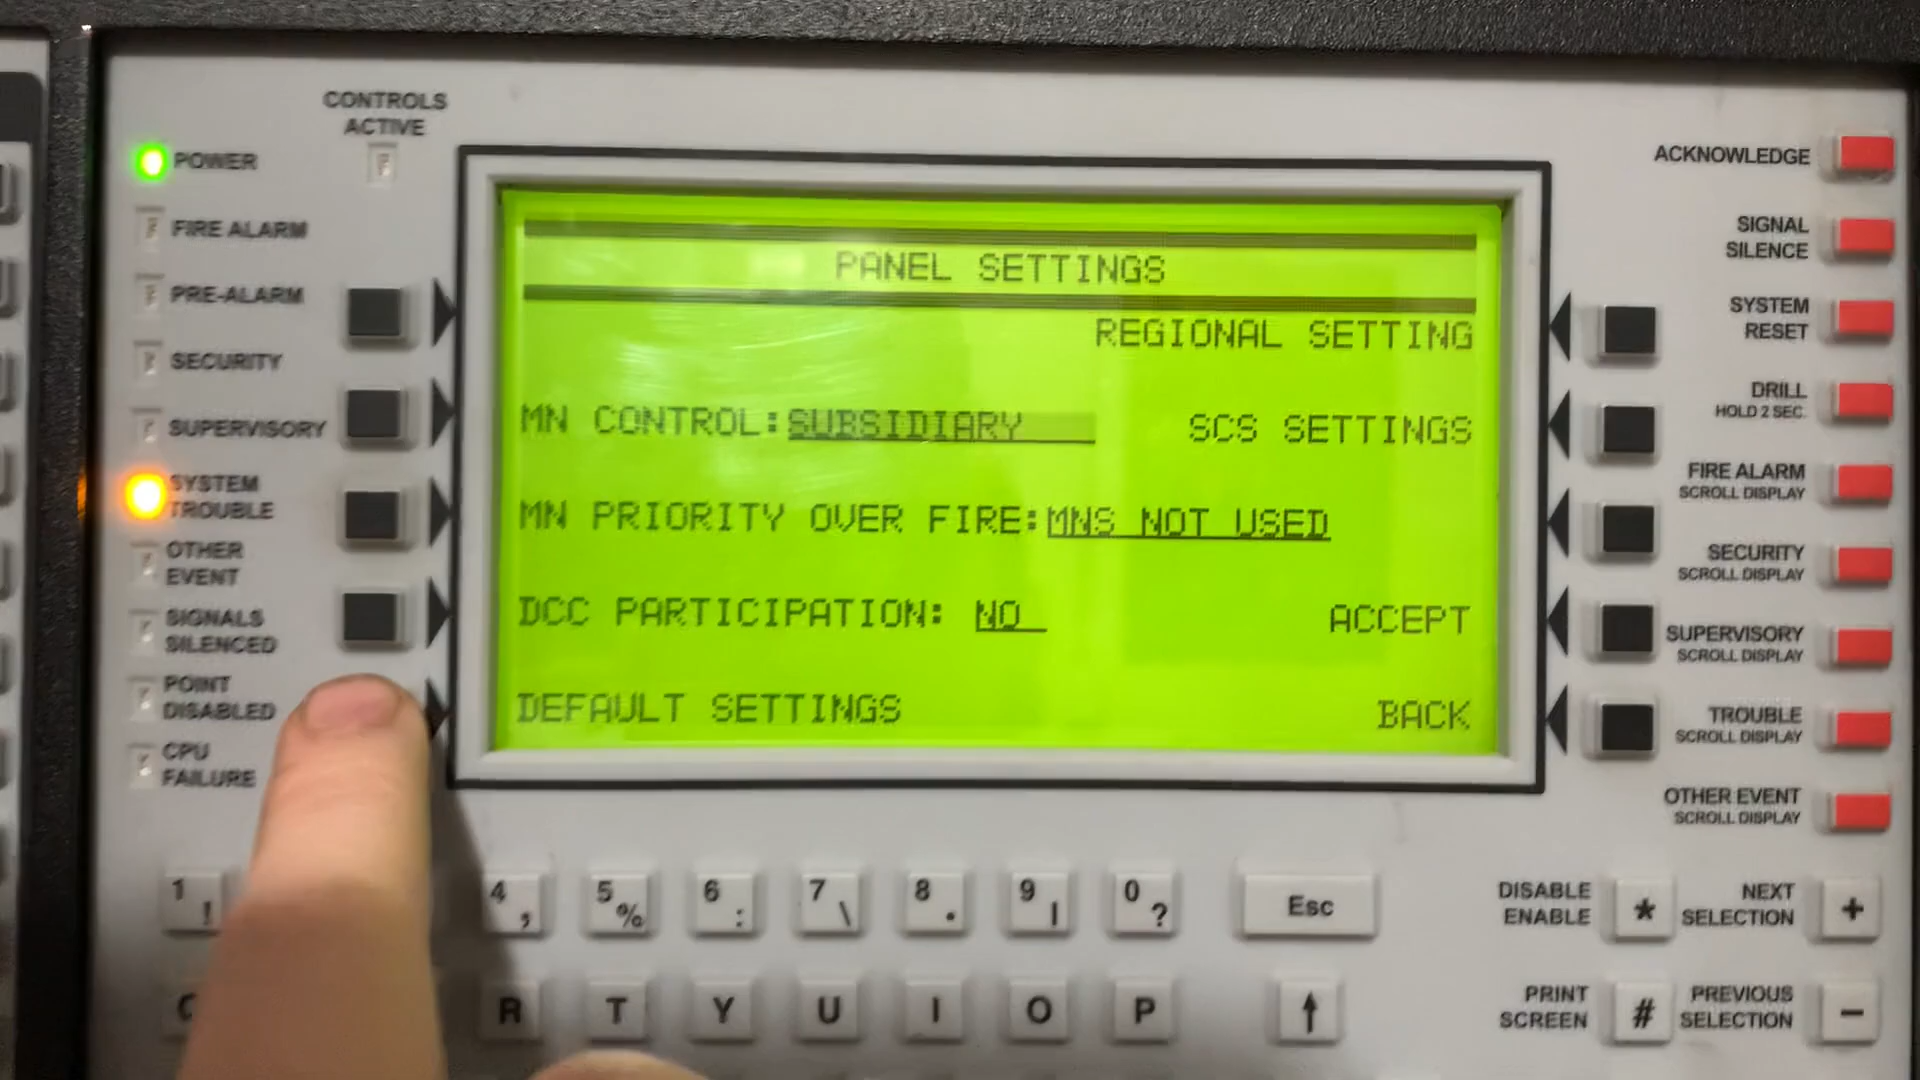 CONTROLS
ACTIVE
POWER
FIRE ALARM
PRE-ALARM
SECURITY
SUPERVISORY
SYSTEM
TROUBLE
OTHER
EVENT
SIGNALS
SILENCED
POINT
DISABLED
CPU
FAILURE
PANEL SETTINGS
REGIONAL SETTING
MN CONTROL:SUBSIDIARY
SCS SETTINGS
MN PRIORITY OVER FIRE:MNS NOT USED
DCC PARTICIPATION: NO
ACCEPT
DEFAULT SETTINGS
BACK
ACKNOWLEDGE
SIGNAL
SILENCE
SYSTEM
RESET
DRILL
HOLD 2 SEC.
FIRE ALARM
SCROLL DISPLAY
SECURITY
SCROLL DISPLAY
SUPERVISORY
SCROLL DISPLAY
TROUBLE
SCROLL DISPLAY
OTHER EVENT
SCROLL DISPLAY
1 ! 4 , 5 % 6 : 7 \ 8 . 9 | 0 ? Esc
DISABLE
ENABLE
*
NEXT
SELECTION
+
R T Y U I O P ↑
PRINT
SCREEN
#
PREVIOUS
SELECTION
-